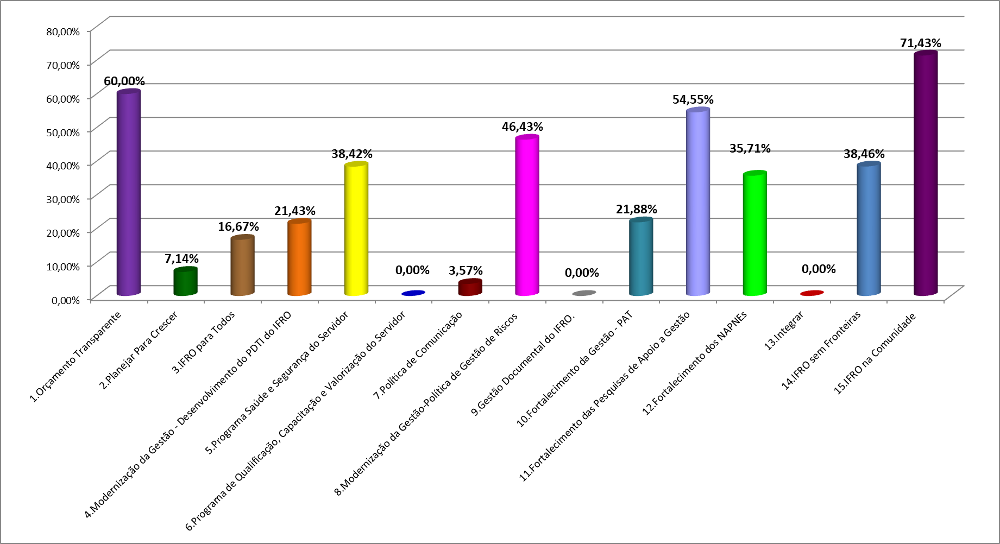 80,00%
70,00%
60,00%
50,00%
40,00%
30,00%
20,00%
10,00%
0,00%
60,00%
7,14%
16,67%
21,43%
38,42%
0,00%
3,57%
46,43%
0,00%
21,88%
54,55%
35,71%
0,00%
38,46%
71,43%
1.Orçamento Transparente
2.Planejar Para Crescer
3.IFRO para Todos
4.Modernização da Gestão - Desenvolvimento do PDTI do IFRO
5.Programa Saúde e Segurança do Servidor
6.Programa de Qualificação, Capacitação e Valorização do Servidor
7.Política de Comunicação
8.Modernização da Gestão-Política de Gestão de Riscos
9.Gestão Documental do IFRO.
10.Fortalecimento da Gestão - PAT
11.Fortalecimento das Pesquisas de Apoio a Gestão
12.Fortalecimento dos NAPNEs
13.Integrar
14.IFRO sem Fronteiras
15.IFRO na Comunidade